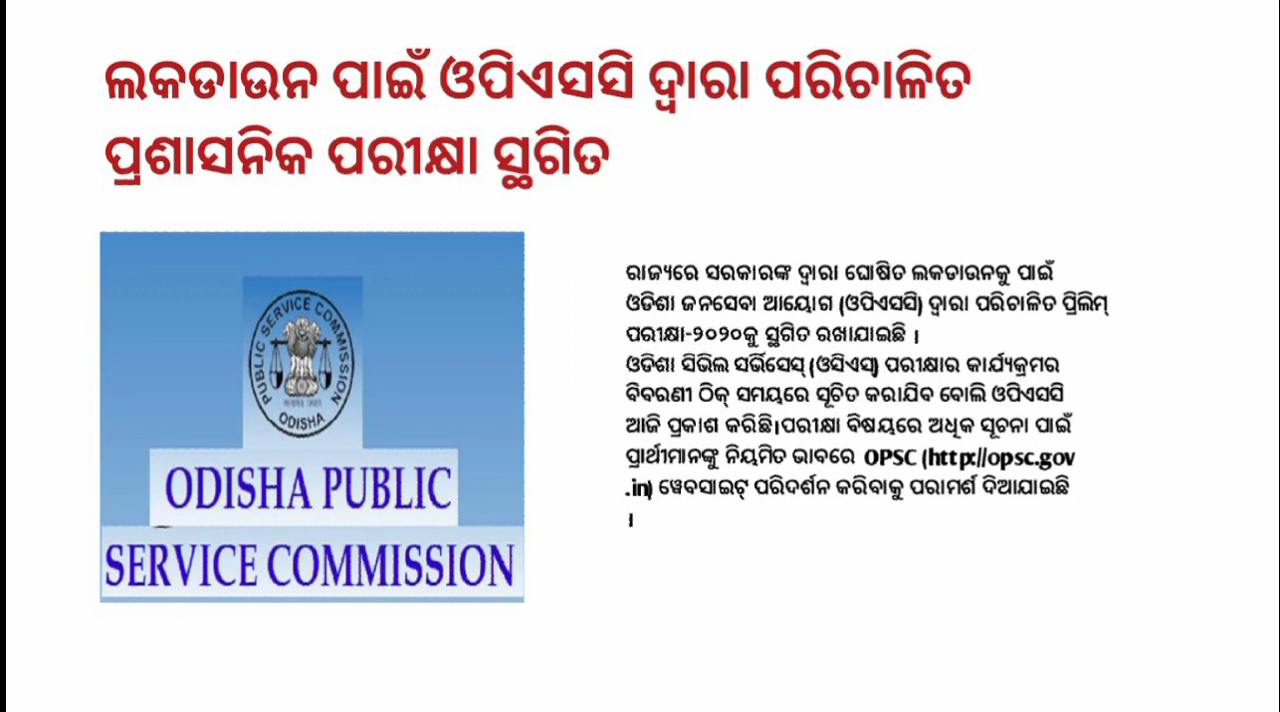 ଲକଡାଉନ ପାଇଁ ଓପିଏସସି ଦ୍ୱାରା ପରିଚାଳିତ
ପ୍ରଶାସନିକ ପରୀକ୍ଷା ସ୍ଥଗିତ
PUBLIC SERVICE COMMISSION
ODISHA
ODISHA PUBLIC
SERVICE COMMISSION
ରାଜ୍ୟରେ ସରକାରଙ୍କ ଦ୍ୱାରା ଘୋଷିତ ଲକଡାଉନକୁ ପାଇଁ
ଓଡିଶା ଜନସେବା ଆୟୋଗ (ଓପିଏସସି) ଦ୍ୱାରା ପରିଚାଳିତ ପ୍ରିଲିମ୍
ପରୀକ୍ଷା-୨୦୨୦କୁ ସ୍ଥଗିତ ରଖାଯାଇଛି ।
ଓଡିଶା ସିଭିଲ ସର୍ଭିସେସ୍ (ଓସିଏସ୍) ପରୀକ୍ଷାର କାର୍ଯ୍ୟକ୍ରମର
ବିବରଣୀ ଠିକ୍ ସମୟରେ ସୂଚିତ କରାଯିବ ବୋଲି ଓପିଏସସି
ଆଜି ପ୍ରକାଶ କରିଛି।ପରୀକ୍ଷା ବିଷୟରେ ଅଧିକ ସୂଚନା ପାଇଁ
ପ୍ରାର୍ଥୀମାନଙ୍କୁ ନିୟମିତ ଭାବରେ OPSC (http://opsc.gov
.in) ୱେବସାଇଟ୍ ପରିଦର୍ଶନ କରିବାକୁ ପରାମର୍ଶ ଦିଆଯାଇଛି
।